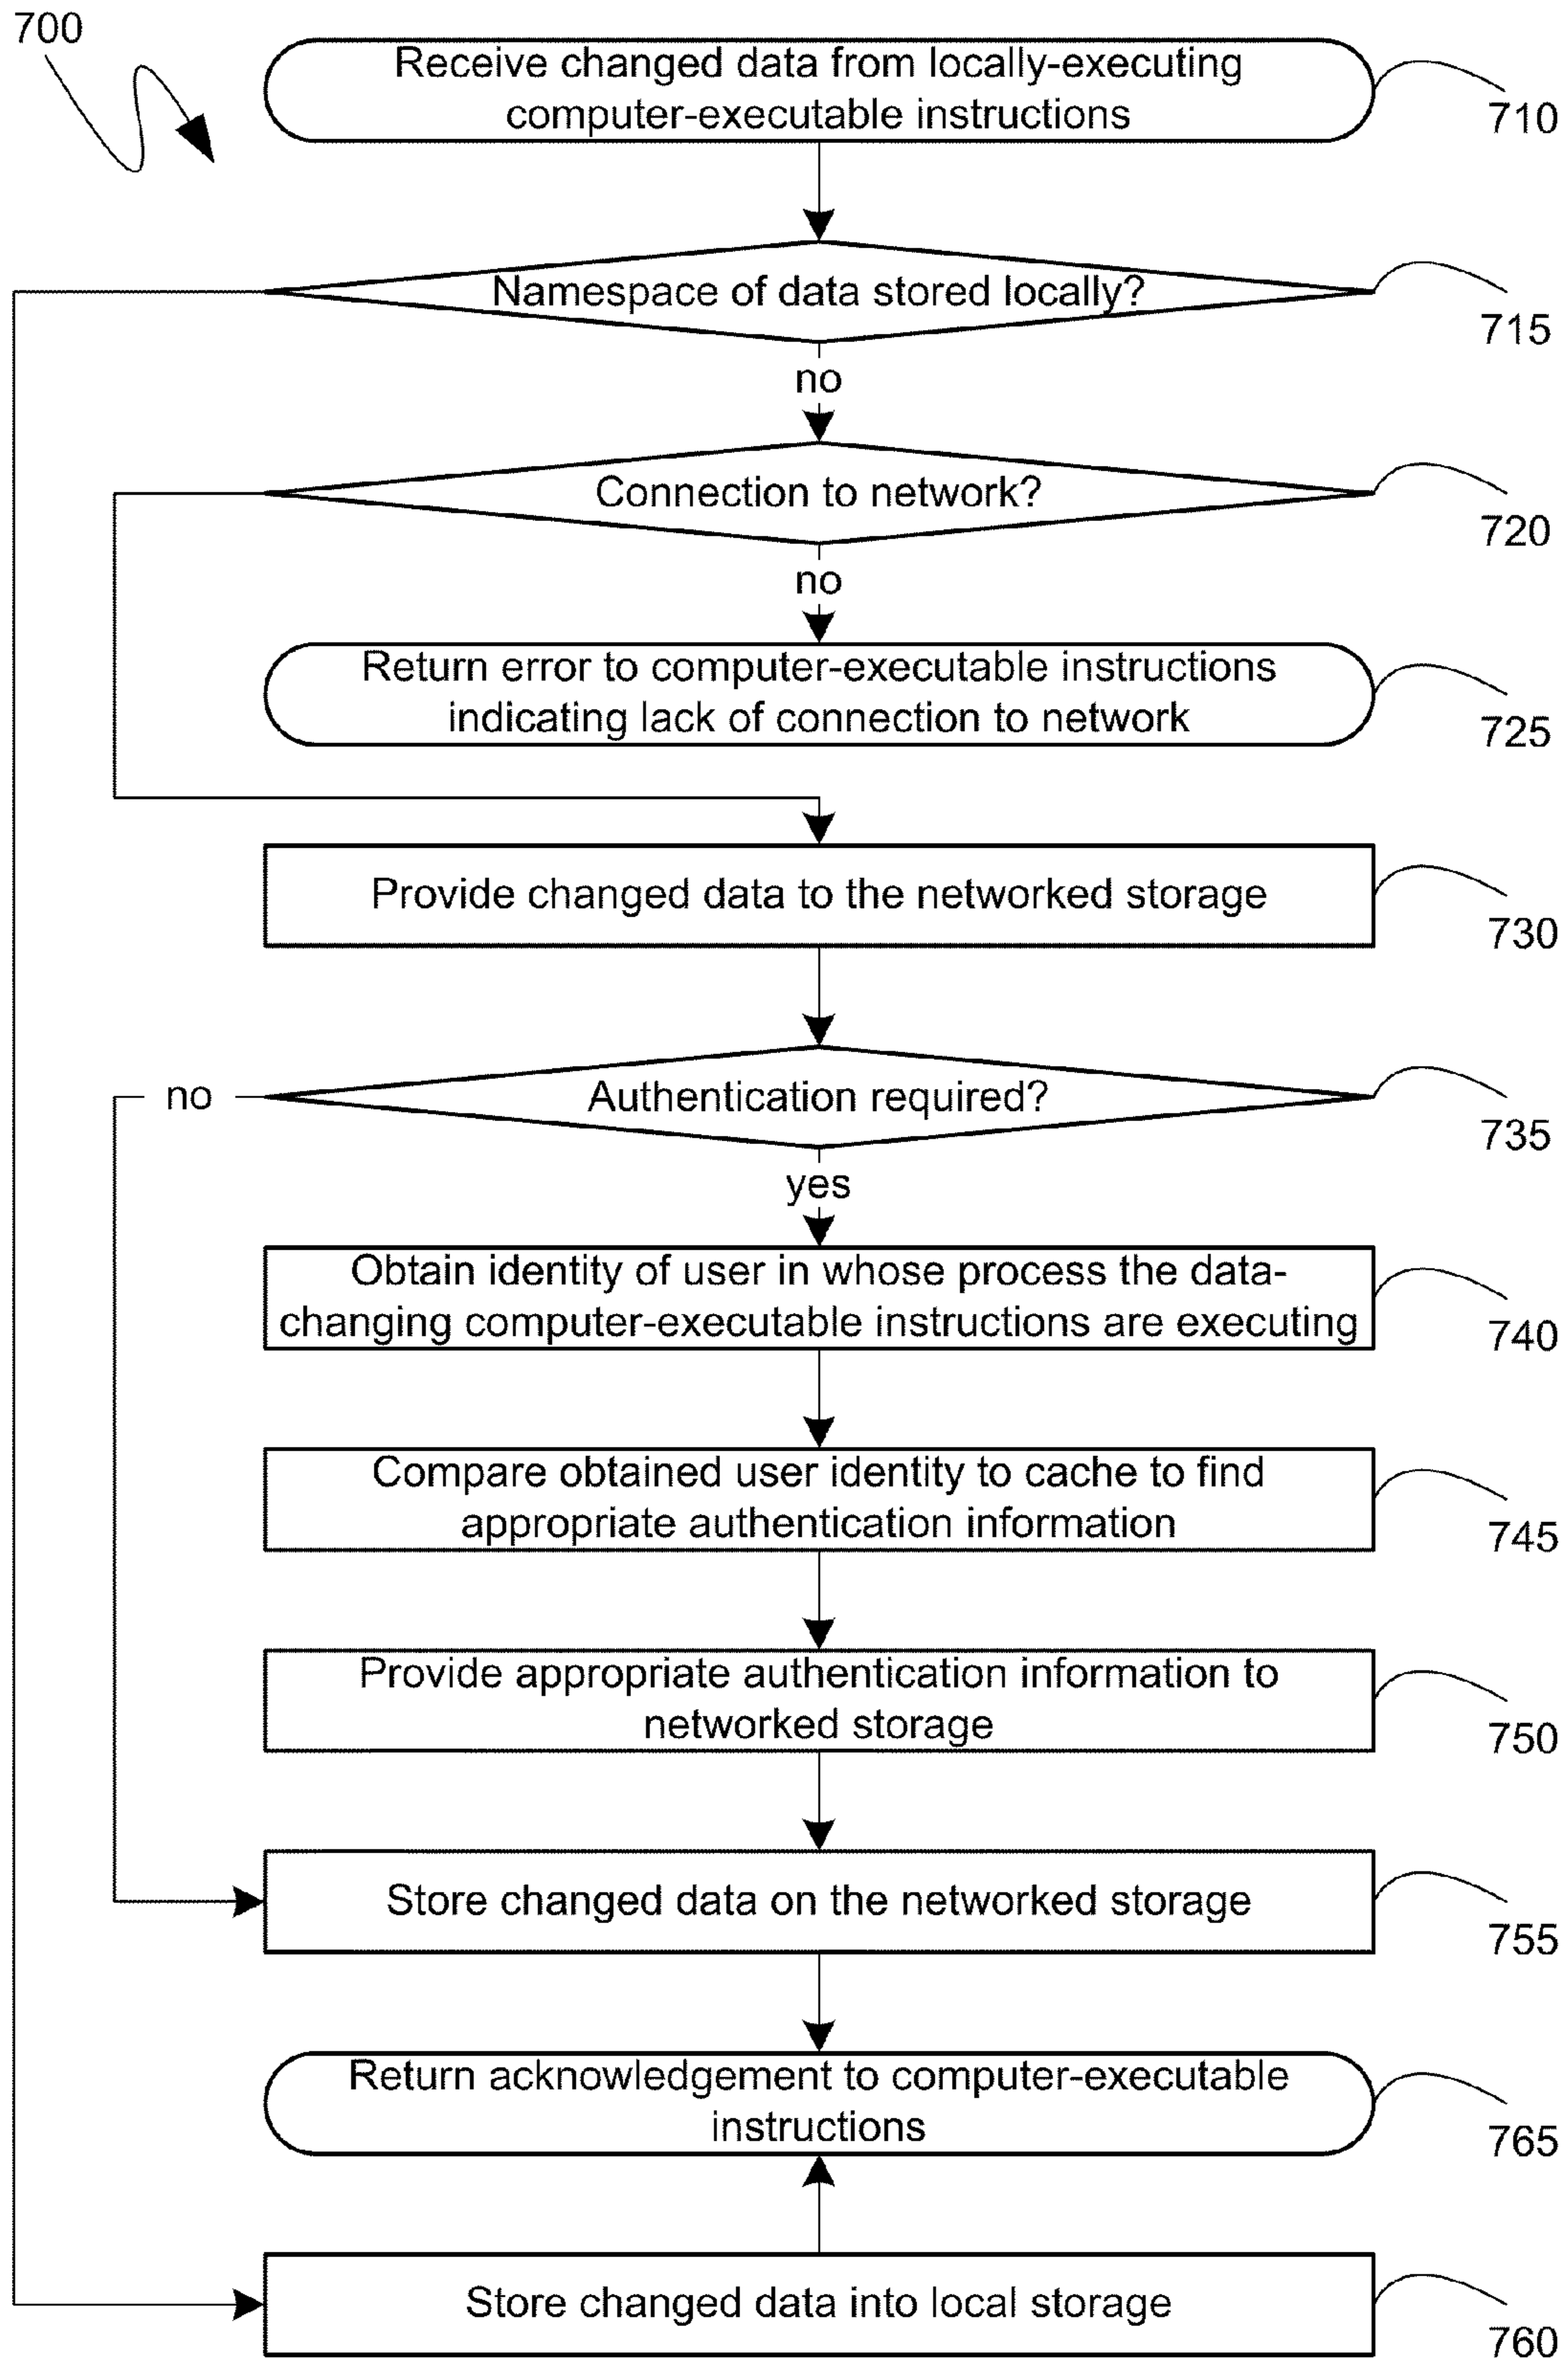 700
Receive changed data from locally-executing
computer-executable instructions
710
Namespace of data stored locally?
715
no
Connection to network?
720
no
Return error to computer-executable instructions
indicating lack of connection to network
725
Provide changed data to the networked storage
730
Authentication required?
735
no
yes
Obtain identity of user in whose process the data-
changing computer-executable instructions are executing
740
Compare obtained user identity to cache to find
appropriate authentication information
745
Provide appropriate authentication information to
networked storage
750
Store changed data on the networked storage
755
Return acknowledgement to computer-executable
instructions
765
Store changed data into local storage
760